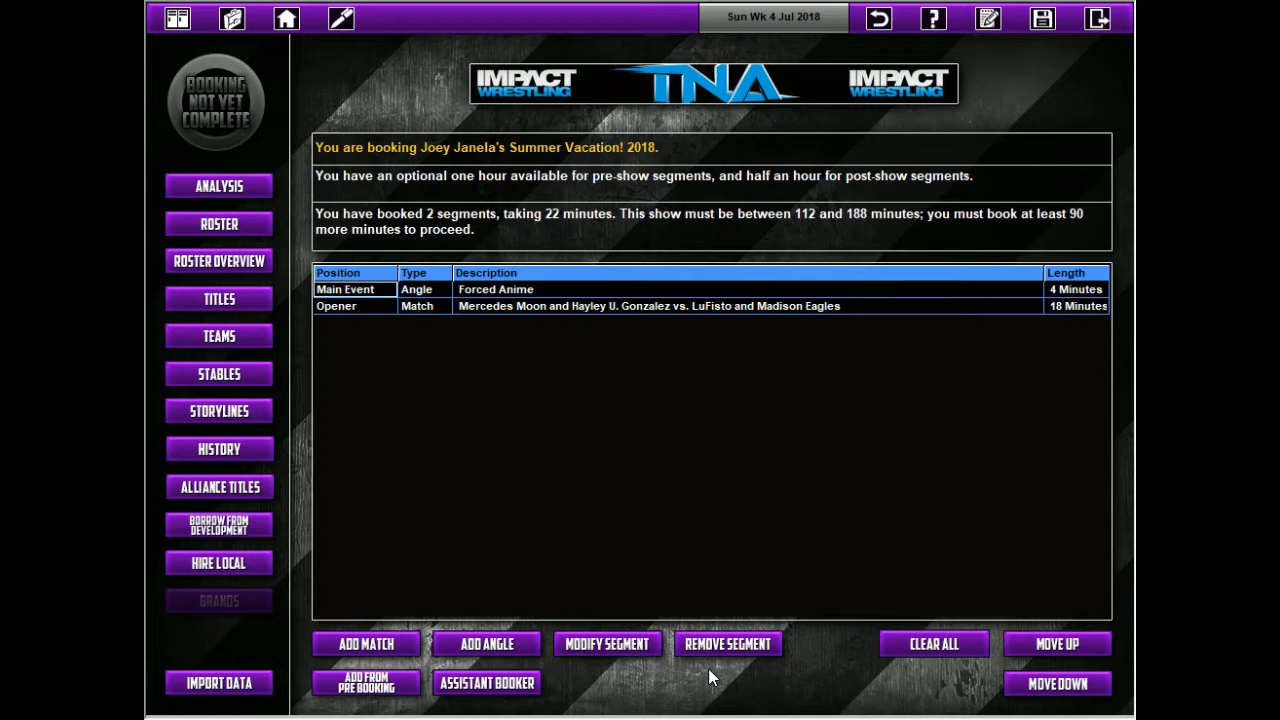 Sun Wk 4 Jul 2018
?
IMPACT WRESTLING TNA IMPACT WRESTLING
BOOKING
NOT YET
COMPLETE
You are booking Joey Janela's Summer Vacation! 2018.
You have an optional one hour available for pre-show segments, and half an hour for post-show segments.
You have booked 2 segments, taking 22 minutes. This show must be between 112 and 188 minutes; you must book at least 90
more minutes to proceed.
ANALYSIS
ROSTER
ROSTER OVERVIEW
TITLES
TEAMS
STABLES
STORYLINES
HISTORY
ALLIANCE TITLES
BORROW FROM
DEVELOPMENT
HIRE LOCAL
BRANDS
IMPORT DATA
Position Type Description Length
Main Event Angle Forced Anime 4 Minutes
Opener Match Mercedes Moon and Hayley U. Gonzalez vs. LuFisto and Madison Eagles 18 Minutes
ADD MATCH ADD ANGLE MODIFY SEGMENT REMOVE SEGMENT CLEAR ALL MOVE UP
ADD FROM
PRE BOOKING
ASSISTANT BOOKER MOVE DOWN